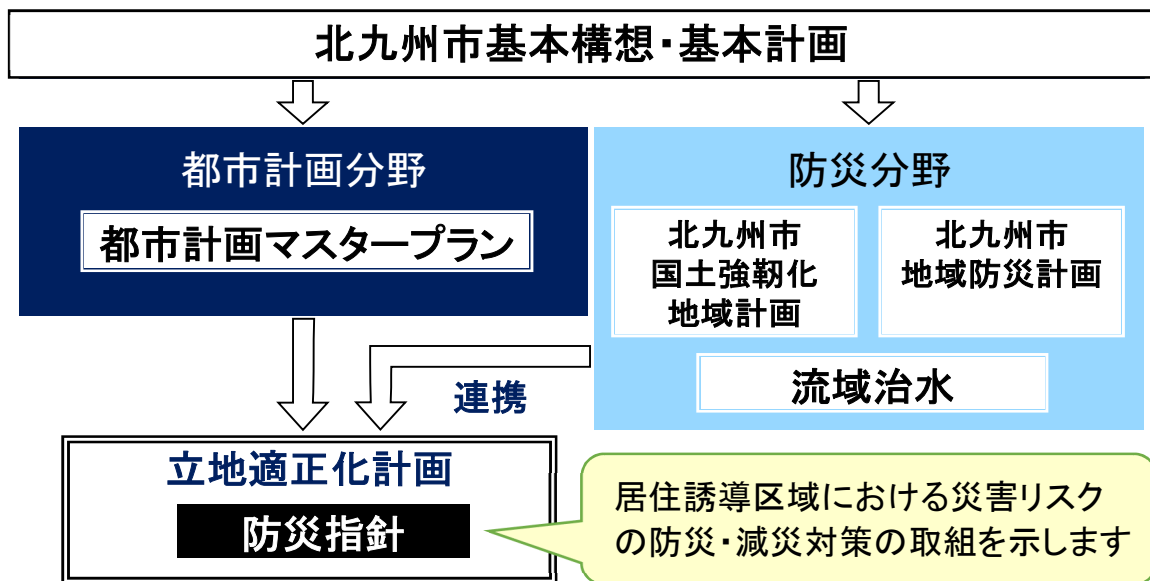 北九州市基本構想・基本計画
都市計画分野
都市計画マスタープラン
防災分野
北九州市
国土強靱化
地域計画
北九州市
地域防災計画
流域治水
連携
立地適正化計画
防災指針
居住誘導区域における災害リスク
の防災・減災対策の取組を示します